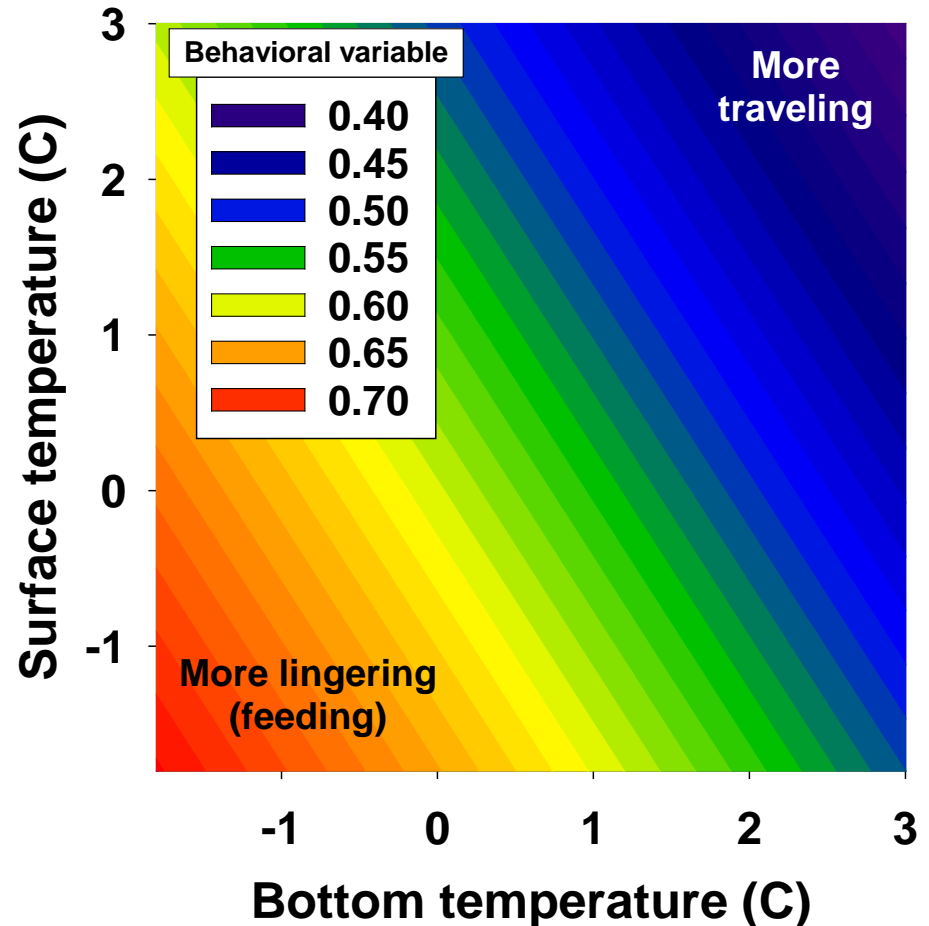 Behavioral variable
0.40
0.45
0.50
0.55
0.60
0.65
0.70
More
traveling
More lingering
(feeding)
Surface temperature (C)
3
2
1
0
-1
-1 0 1 2 3
Bottom temperature (C)